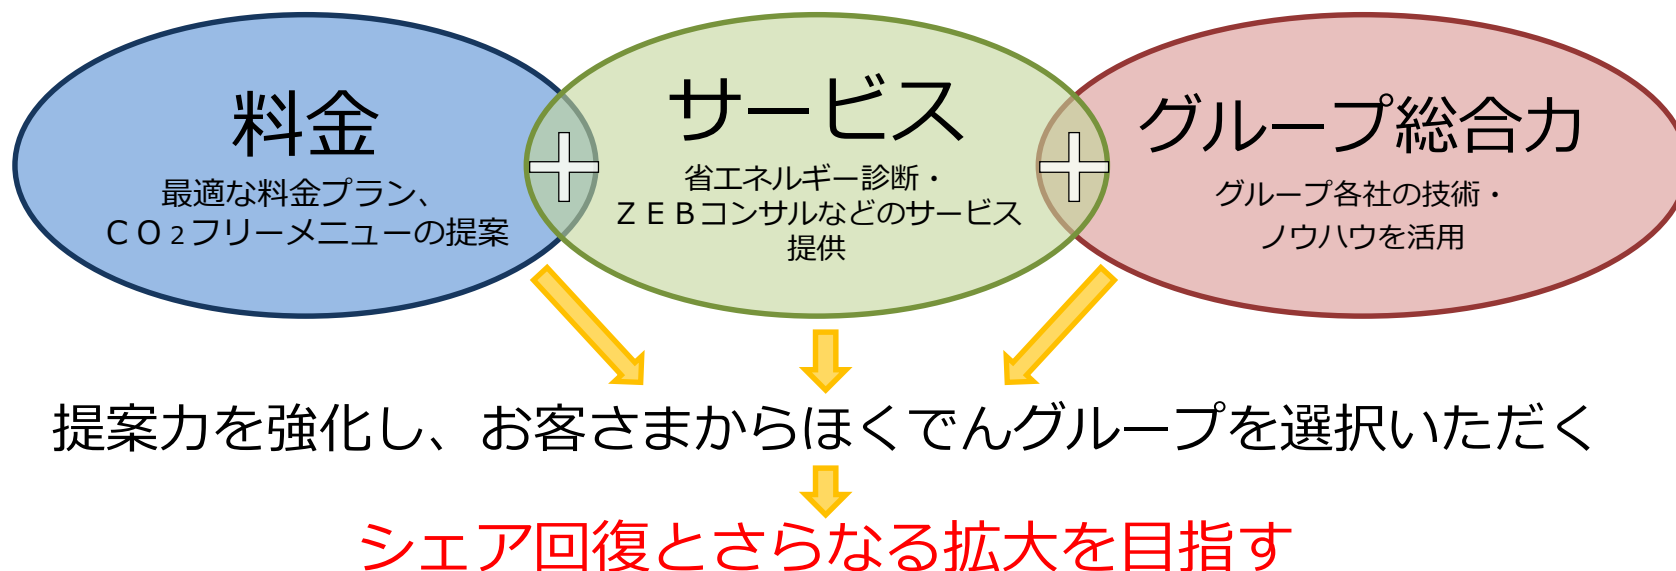 料金
最適な料金プラン、
ＣＯ２フリーメニューの提案
サービス
省エネルギー診断・
ＺＥＢコンサルなどのサービス
提供
グループ総合力
グループ各社の技術・
ノウハウを活用
提案力を強化し、お客さまからほくでんグループを選択いただく
シェア回復とさらなる拡大を目指す